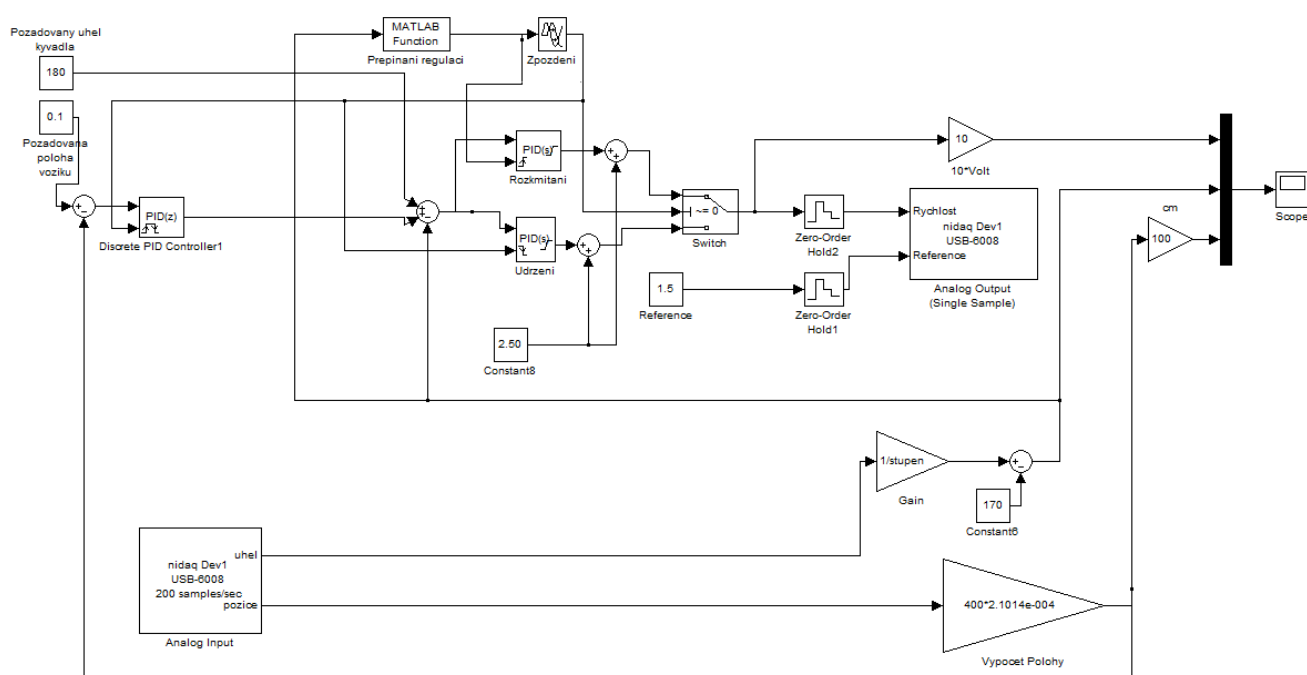 Pozadovany uhel
kyvadla
180
0.1
Pozadovana
poloha
voziku
MATLAB
Function
Prepinani regulaci
Zpozdeni
PID(z)
Discrete PID Controller1
PID(s)
Rozkmitani
PID(s)
Udrzeni
2.50
Constant8
~= 0
Switch
1.5
Reference
Zero-Order
Hold2
Zero-Order
Hold1
10
10*Volt
Rychlost
nidaq Dev1
USB-6008
Reference
Analog Output
(Single Sample)
cm
100
Scope
1/stupen
Gain
170
Constant6
uhel
nidaq Dev1
USB-6008
200 samples/sec
pozice
Analog Input
400*2.1014e-004
Vypocet Polohy